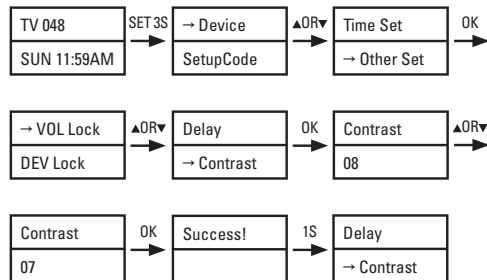 TV 048 SET 3S → Device ▲OR▼ Time Set OK
SUN 11:59AM SetupCode → Other Set
→ VOL Lock ▲OR▼ Delay OK Contrast ▲OR▼
DEV Lock → Contrast 08
Contrast OK Success! 1S Delay
07 → Contrast